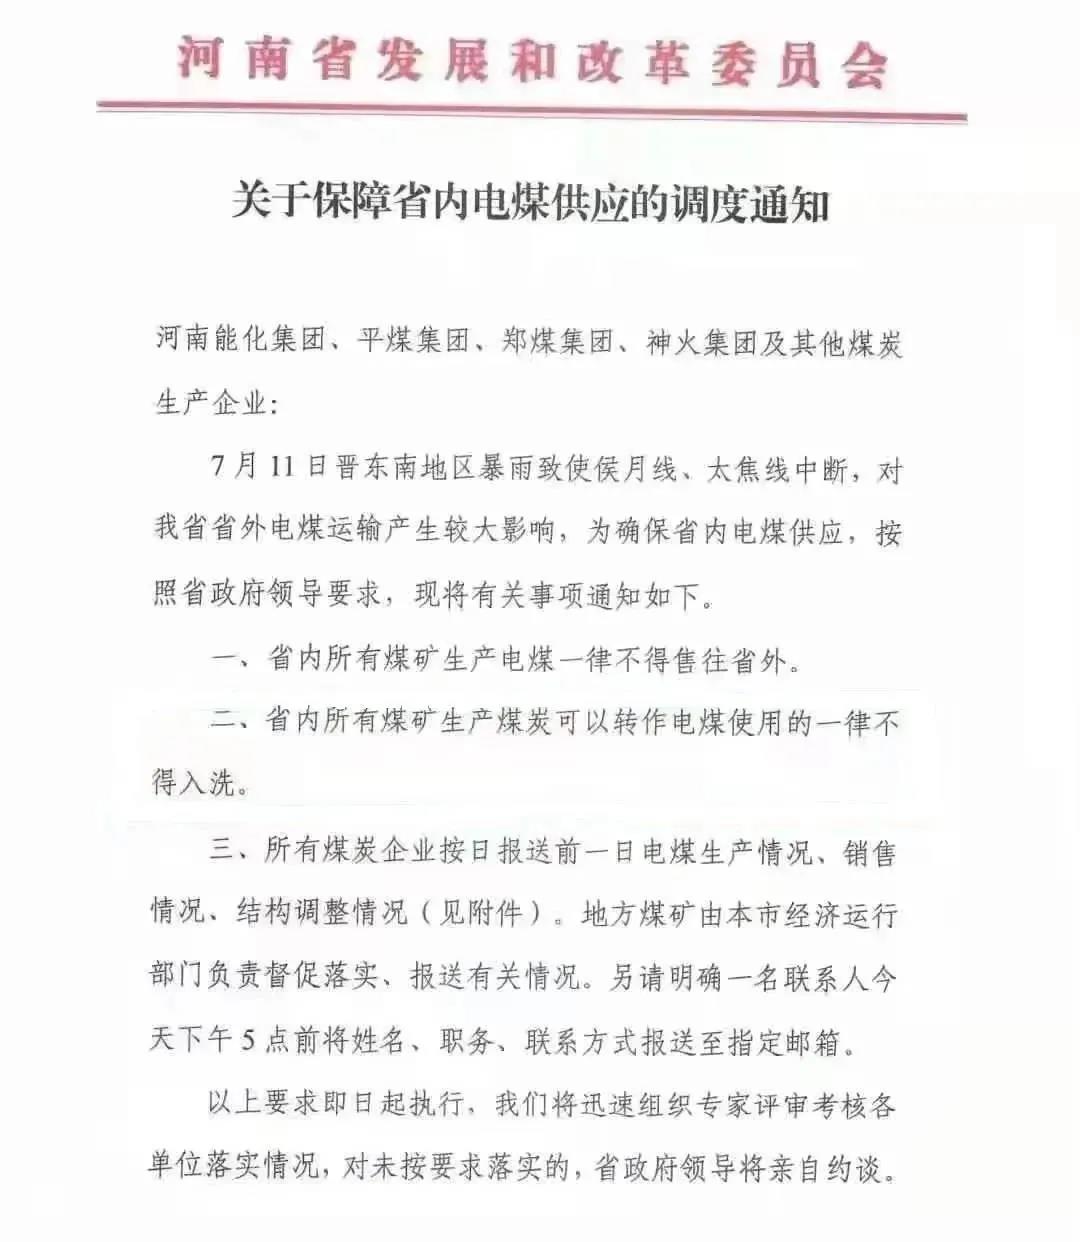 河南省发展和改革委员会
关于保障省内电煤供应的调度通知
河南能化集团、平煤集团、郑煤集团、神火集团及其他煤炭
生产企业：
7月11日晋东南地区暴雨致使侯月线、太焦线中断，对
我省省外电煤运输产生较大影响，为确保省内电煤供应，按
照省政府领导要求，现将有关事项通知如下。
一、省内所有煤矿生产电煤一律不得售往省外。
二、省内所有煤矿生产煤炭可以转作电煤使用的一律不
得入洗。
三、所有煤炭企业按日报送前一日电煤生产情况、销售
情况、结构调整情况（见附件）。地方煤矿由本市经济运行
部门负责督促落实、报送有关情况。另请明确一名联系人今
天下午5点前将姓名、职务、联系方式报送至指定邮箱。
以上要求即日起执行，我们将迅速组织专家评审考核各
单位落实情况，对未按要求落实的，省政府领导将亲自约谈。